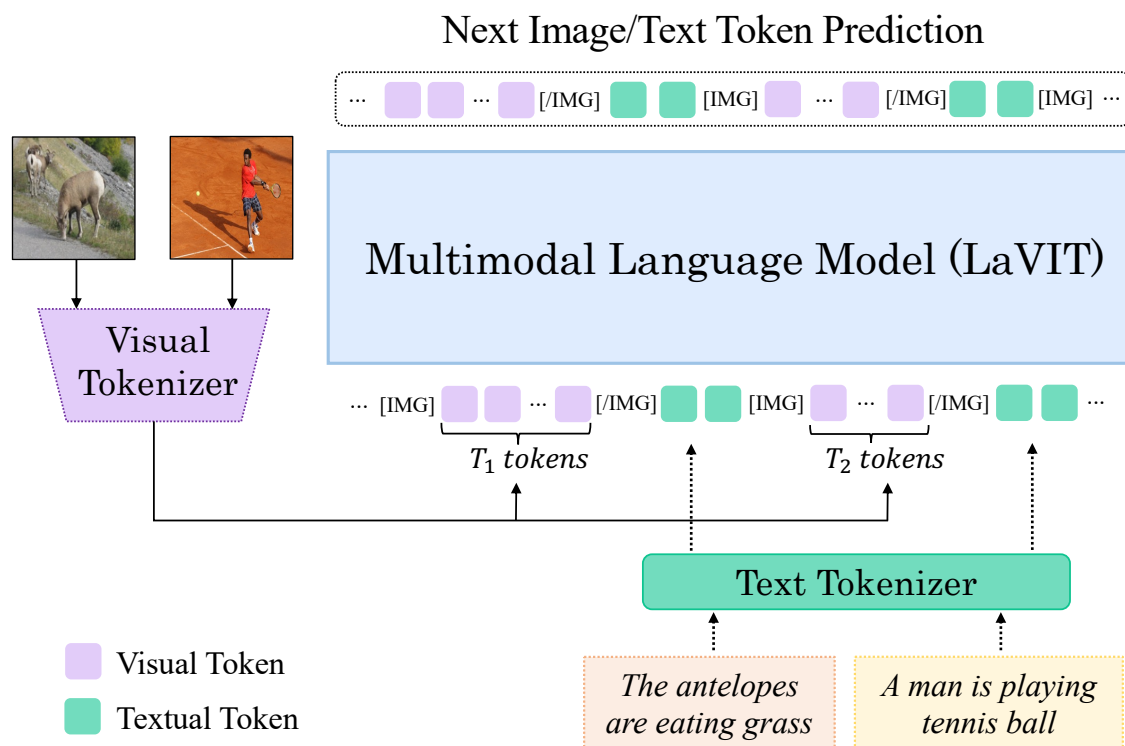 Next Image/Text Token Prediction
··· ··· [/IMG] [IMG] ··· [/IMG] [IMG] ···
Multimodal Language Model (LaVIT)
Visual
Tokenizer
··· [IMG] ··· [/IMG] [IMG] ··· [/IMG] ···
T₁ tokens T₂ tokens
Text Tokenizer
Visual Token
Textual Token
The antelopes
are eating grass
A man is playing
tennis ball